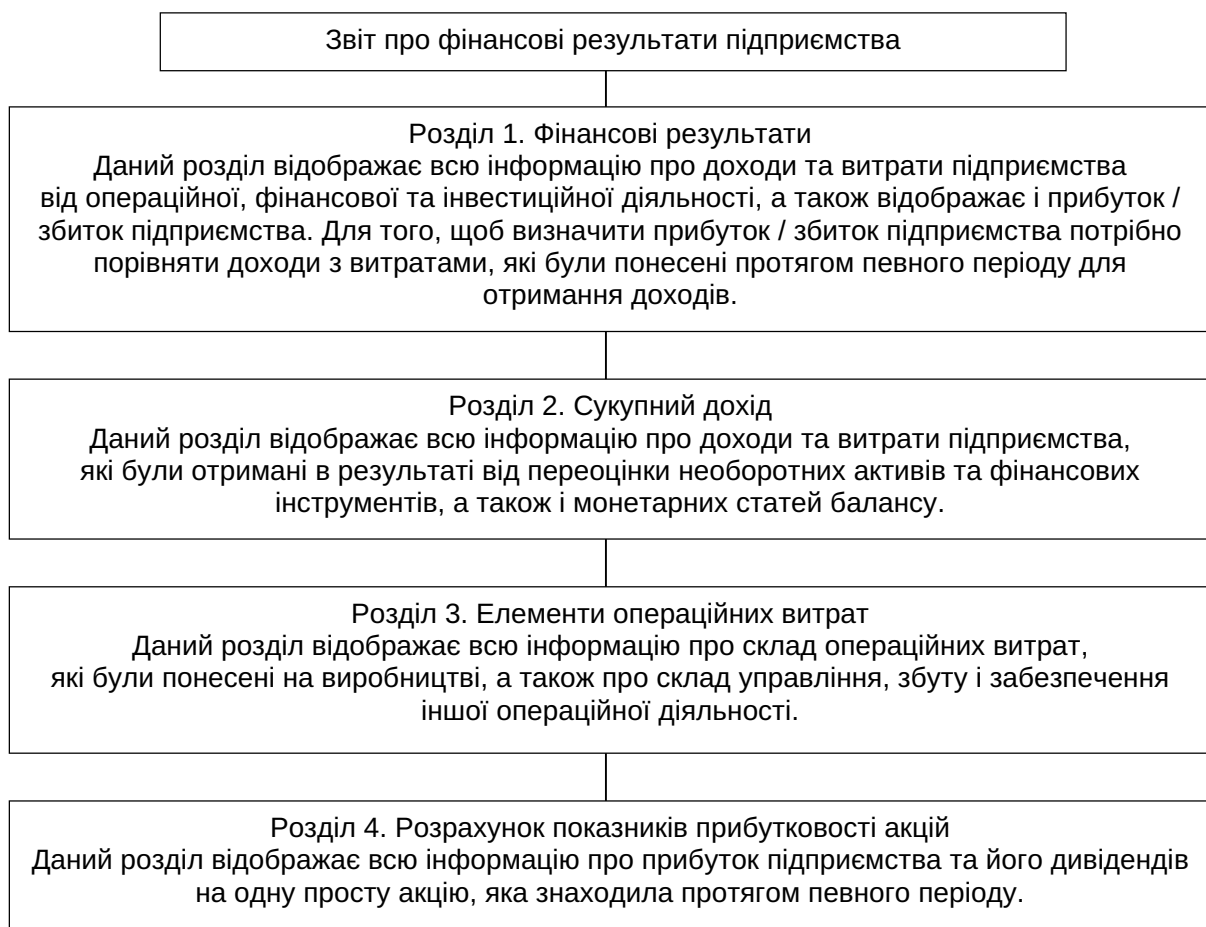 Звіт про фінансові результати підприємства
Розділ 1. Фінансові результати
Даний розділ відображає всю інформацію про доходи та витрати підприємства
від операційної, фінансової та інвестиційної діяльності, а також відображає і прибуток /
збиток підприємства. Для того, щоб визначити прибуток / збиток підприємства потрібно
порівняти доходи з витратами, які були понесені протягом певного періоду для
отримання доходів.
Розділ 2. Сукупний дохід
Даний розділ відображає всю інформацію про доходи та витрати підприємства,
які були отримані в результаті від переоцінки необоротних активів та фінансових
інструментів, а також і монетарних статей балансу.
Розділ 3. Елементи операційних витрат
Даний розділ відображає всю інформацію про склад операційних витрат,
які були понесені на виробництві, а також про склад управління, збуту і забезпечення
іншої операційної діяльності.
Розділ 4. Розрахунок показників прибутковості акцій
Даний розділ відображає всю інформацію про прибуток підприємства та його дивідендів
на одну просту акцію, яка знаходила протягом певного періоду.